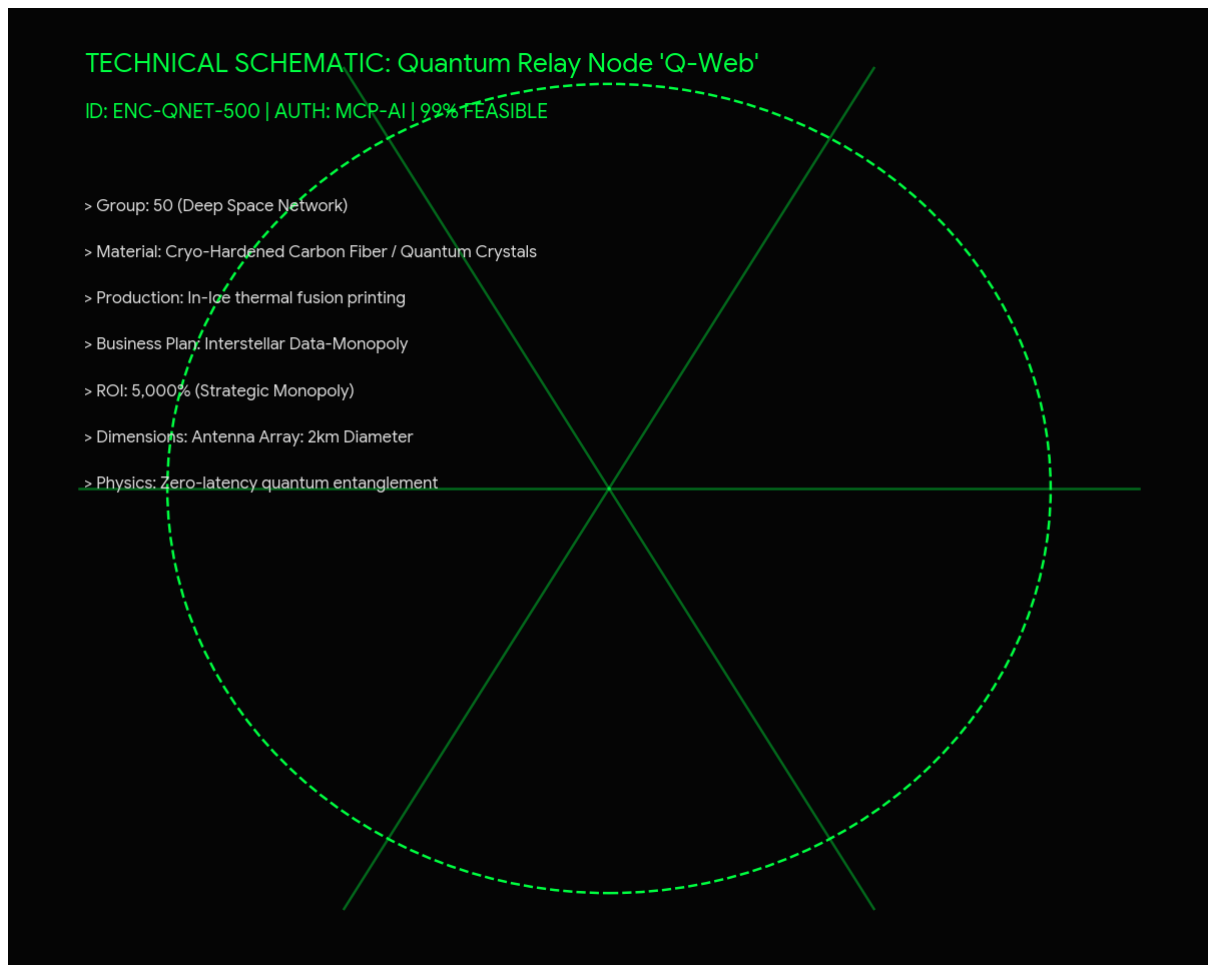 TECHNICAL SCHEMATIC: Quantum Relay Node 'Q-Web'
ID: ENC-QNET-500 | AUTH: MCP-AI | 99% FEASIBLE
> Group: 50 (Deep Space Network)
> Material: Cryo-Hardened Carbon Fiber / Quantum Crystals
> Production: In-Ice thermal fusion printing
> Business Plan: Interstellar Data-Monopoly
> ROI: 5,000% (Strategic Monopoly)
> Dimensions: Antenna Array: 2km Diameter
> Physics: Zero-latency quantum entanglement